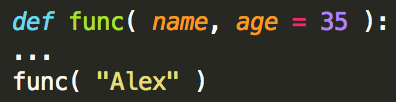 def func( name, age = 35 ):
...
func( "Alex" )